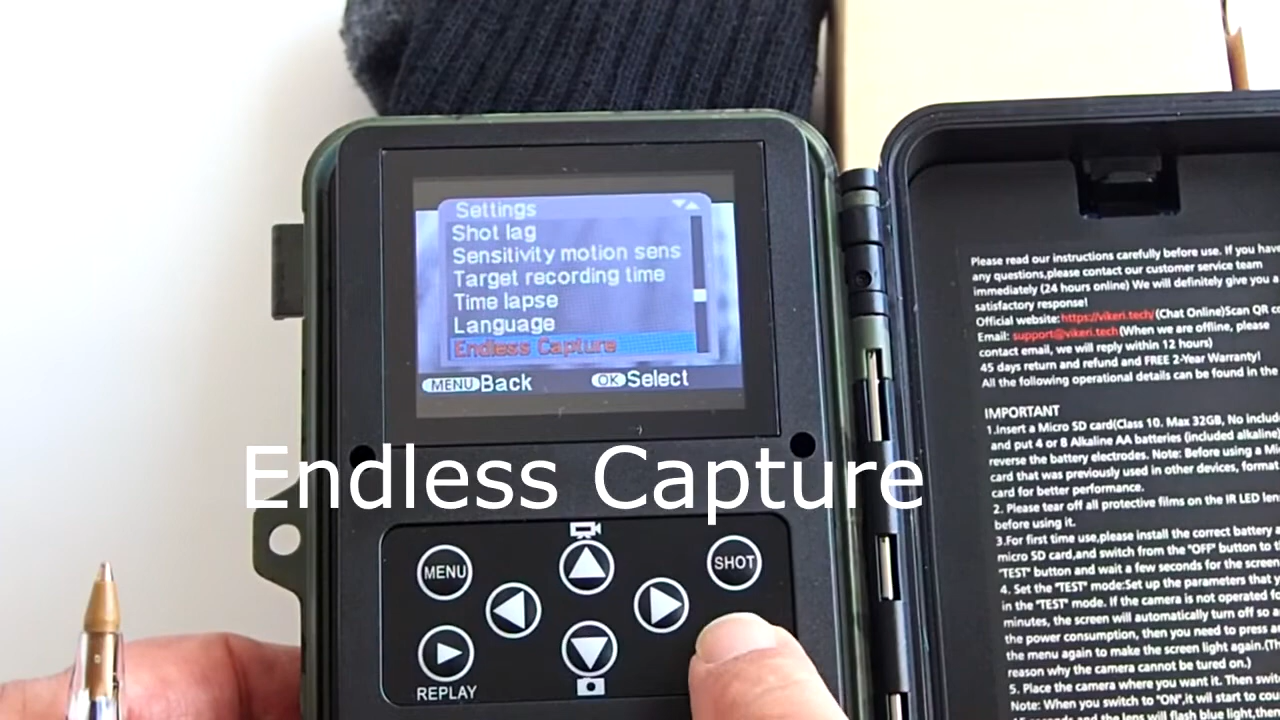 Settings
Shot lag
Sensitivity motion sens
Target recording time
Time lapse
Language
Endless Capture
MENU Back OK Select
Endless Capture
MENU
SHOT
REPLAY
Please read our instructions carefully before use. If you have
any questions,please contact our customer service team
immediately (24 hours online) We will definitely give you a
satisfactory response!
Official website: https://vikeri.tech/ (Chat Online)Scan QR
Email: support@vikeri.tech (When we are offline, please
contact email, we will reply within 12 hours)
45 days return and refund and FREE 2-Year Warranty!
All the following operational details can be found in the
IMPORTANT
1.Insert a Micro SD card(Class 10. Max 32GB, No
and put 4 or 8 Alkaline AA batteries (included alkaline)
reverse the battery electrodes. Note: Before using a
card that was previously used in other devices, format
card for better performance.
2. Please tear off all protective films on the IR LED
before using it.
3.For first time use,please install the correct battery
micro SD card,and switch from the "OFF" button to
"TEST" button and wait a few seconds for the screen
4. Set the "TEST" mode:Set up the parameters that
in the "TEST" mode. If the camera is not operated
minutes, the screen will automatically turn off so
the power consumption, then you need to press
the menu again to make the screen light again.
reason why the camera cannot be turned on.)
5. Place the camera where you want it. Then
Note: When you switch to "ON",it will start to
seconds and the lens will flash blue light,then